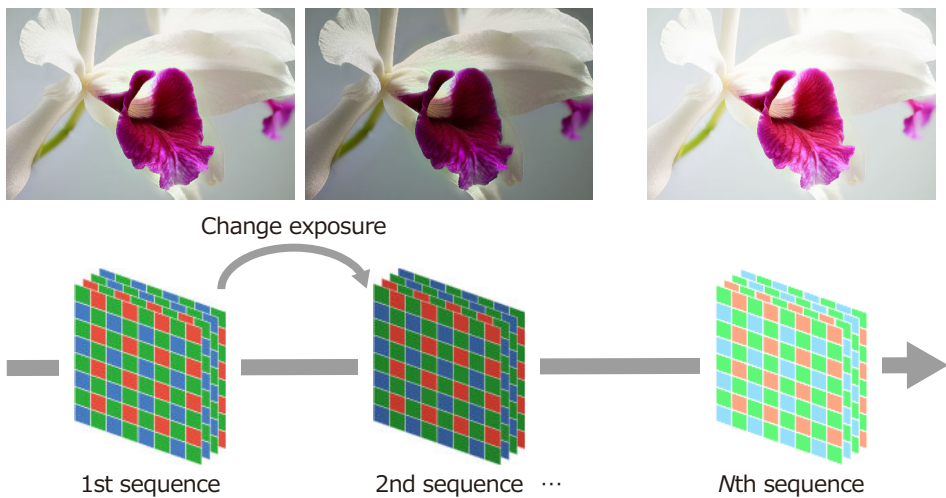 Change exposure
1st sequence
2nd sequence ···
Nth sequence